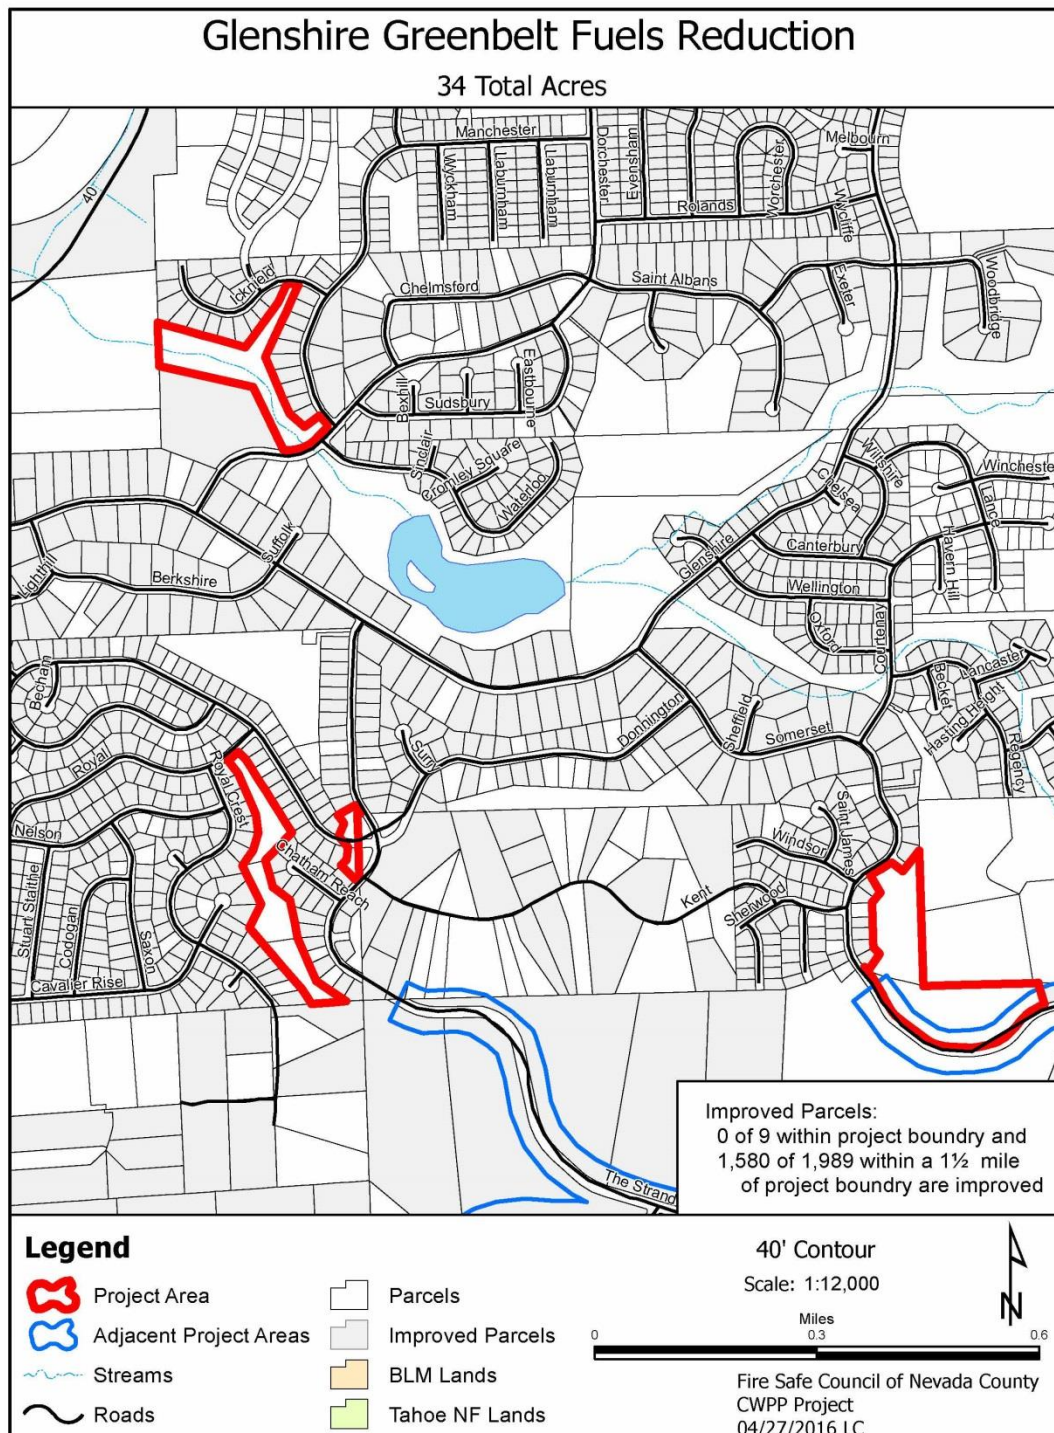 Glenshire Greenbelt Fuels Reduction
34 Total Acres
40
Manchester
Wyckham
Laburnham
Laburnham
Dorchester
Evensham
Rolands
Worchester
Melbourn
Wycliffe
Icknield
Chelmsford
Saint Albans
Exeter
Woodbridge
Bexhill
Sudsbury
Eastbourne
Sinclair
Cromley Square
Waterloo
Wiltshire
Chelsea
Winchester
Lance
Havern Hill
Canterbury
Glenshire
Wellington
Oxford
Courtenay
Suffolk
Berkshire
Lighthill
Becham
Royal
Royal Crest
Surry
Donnington
Sheffield
Somerset
Becket
Lancaster
Hasting Height
Regency
Nelson
Stuart Staithe
Codogan
Saxon
Cavalier Rise
Chatham Reach
Kent
Windsor
Saint James
Sherwood
The Strand
Improved Parcels:
0 of 9 within project boundry and
1,580 of 1,989 within a 1½ mile
of project boundry are improved
Legend
Project Area
Adjacent Project Areas
Streams
Roads
Parcels
Improved Parcels
BLM Lands
Tahoe NF Lands
40' Contour
Scale: 1:12,000
Miles
0 0.3 0.6
N
Fire Safe Council of Nevada County
CWPP Project
04/27/2016 LC